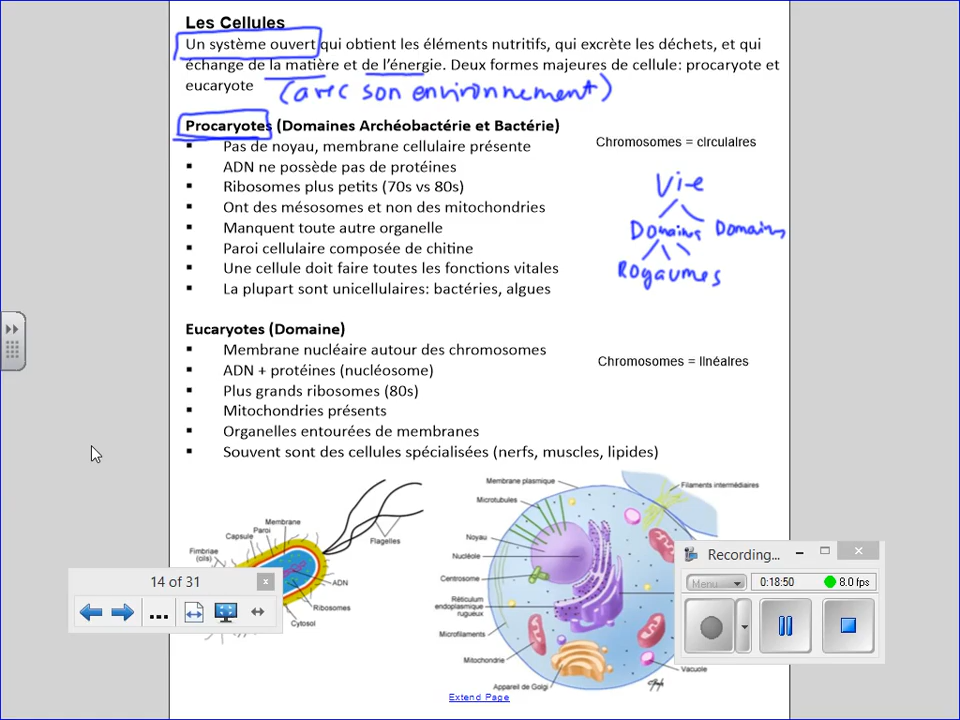 Les Cellules
Un système ouvert qui obtient les éléments nutritifs, qui excrète les déchets, et qui
échange de la matière et de l'énergie. Deux formes majeures de cellule: procaryote et
eucaryote
(avec son environnement)
Procaryotes (Domaines Archéobactérie et Bactérie)
Chromosomes = circulaires
▪ Pas de noyau, membrane cellulaire présente
▪ ADN ne possède pas de protéines
▪ Ribosomes plus petits (70s vs 80s)
▪ Ont des mésosomes et non des mitochondries
▪ Manquent toute autre organelle
▪ Paroi cellulaire composée de chitine
▪ Une cellule doit faire toutes les fonctions vitales
▪ La plupart sont unicellulaires: bactéries, algues
Vie
Domaines Domaines
Royaumes
Eucaryotes (Domaine)
▪ Membrane nucléaire autour des chromosomes
Chromosomes = linéaires
▪ ADN + protéines (nucléosome)
▪ Plus grands ribosomes (80s)
▪ Mitochondries présents
▪ Organelles entourées de membranes
▪ Souvent sont des cellules spécialisées (nerfs, muscles, lipides)
Membrane
Paroi
Capsule
Fimbriae
(cils)
Flagelles
ADN
Ribosomes
Cytosol
Membrane plasmique
Filaments intermédiaires
Microtubules
Noyau
Nucléole
Centrosome
Réticulum
endoplasmique
rugueux
Microfilaments
Mitochondrie
Appareil de Golgi
Vacuole
Extend Page
14 of 31
x
...
Recording...
Menu
0:18:50
8.0 fps